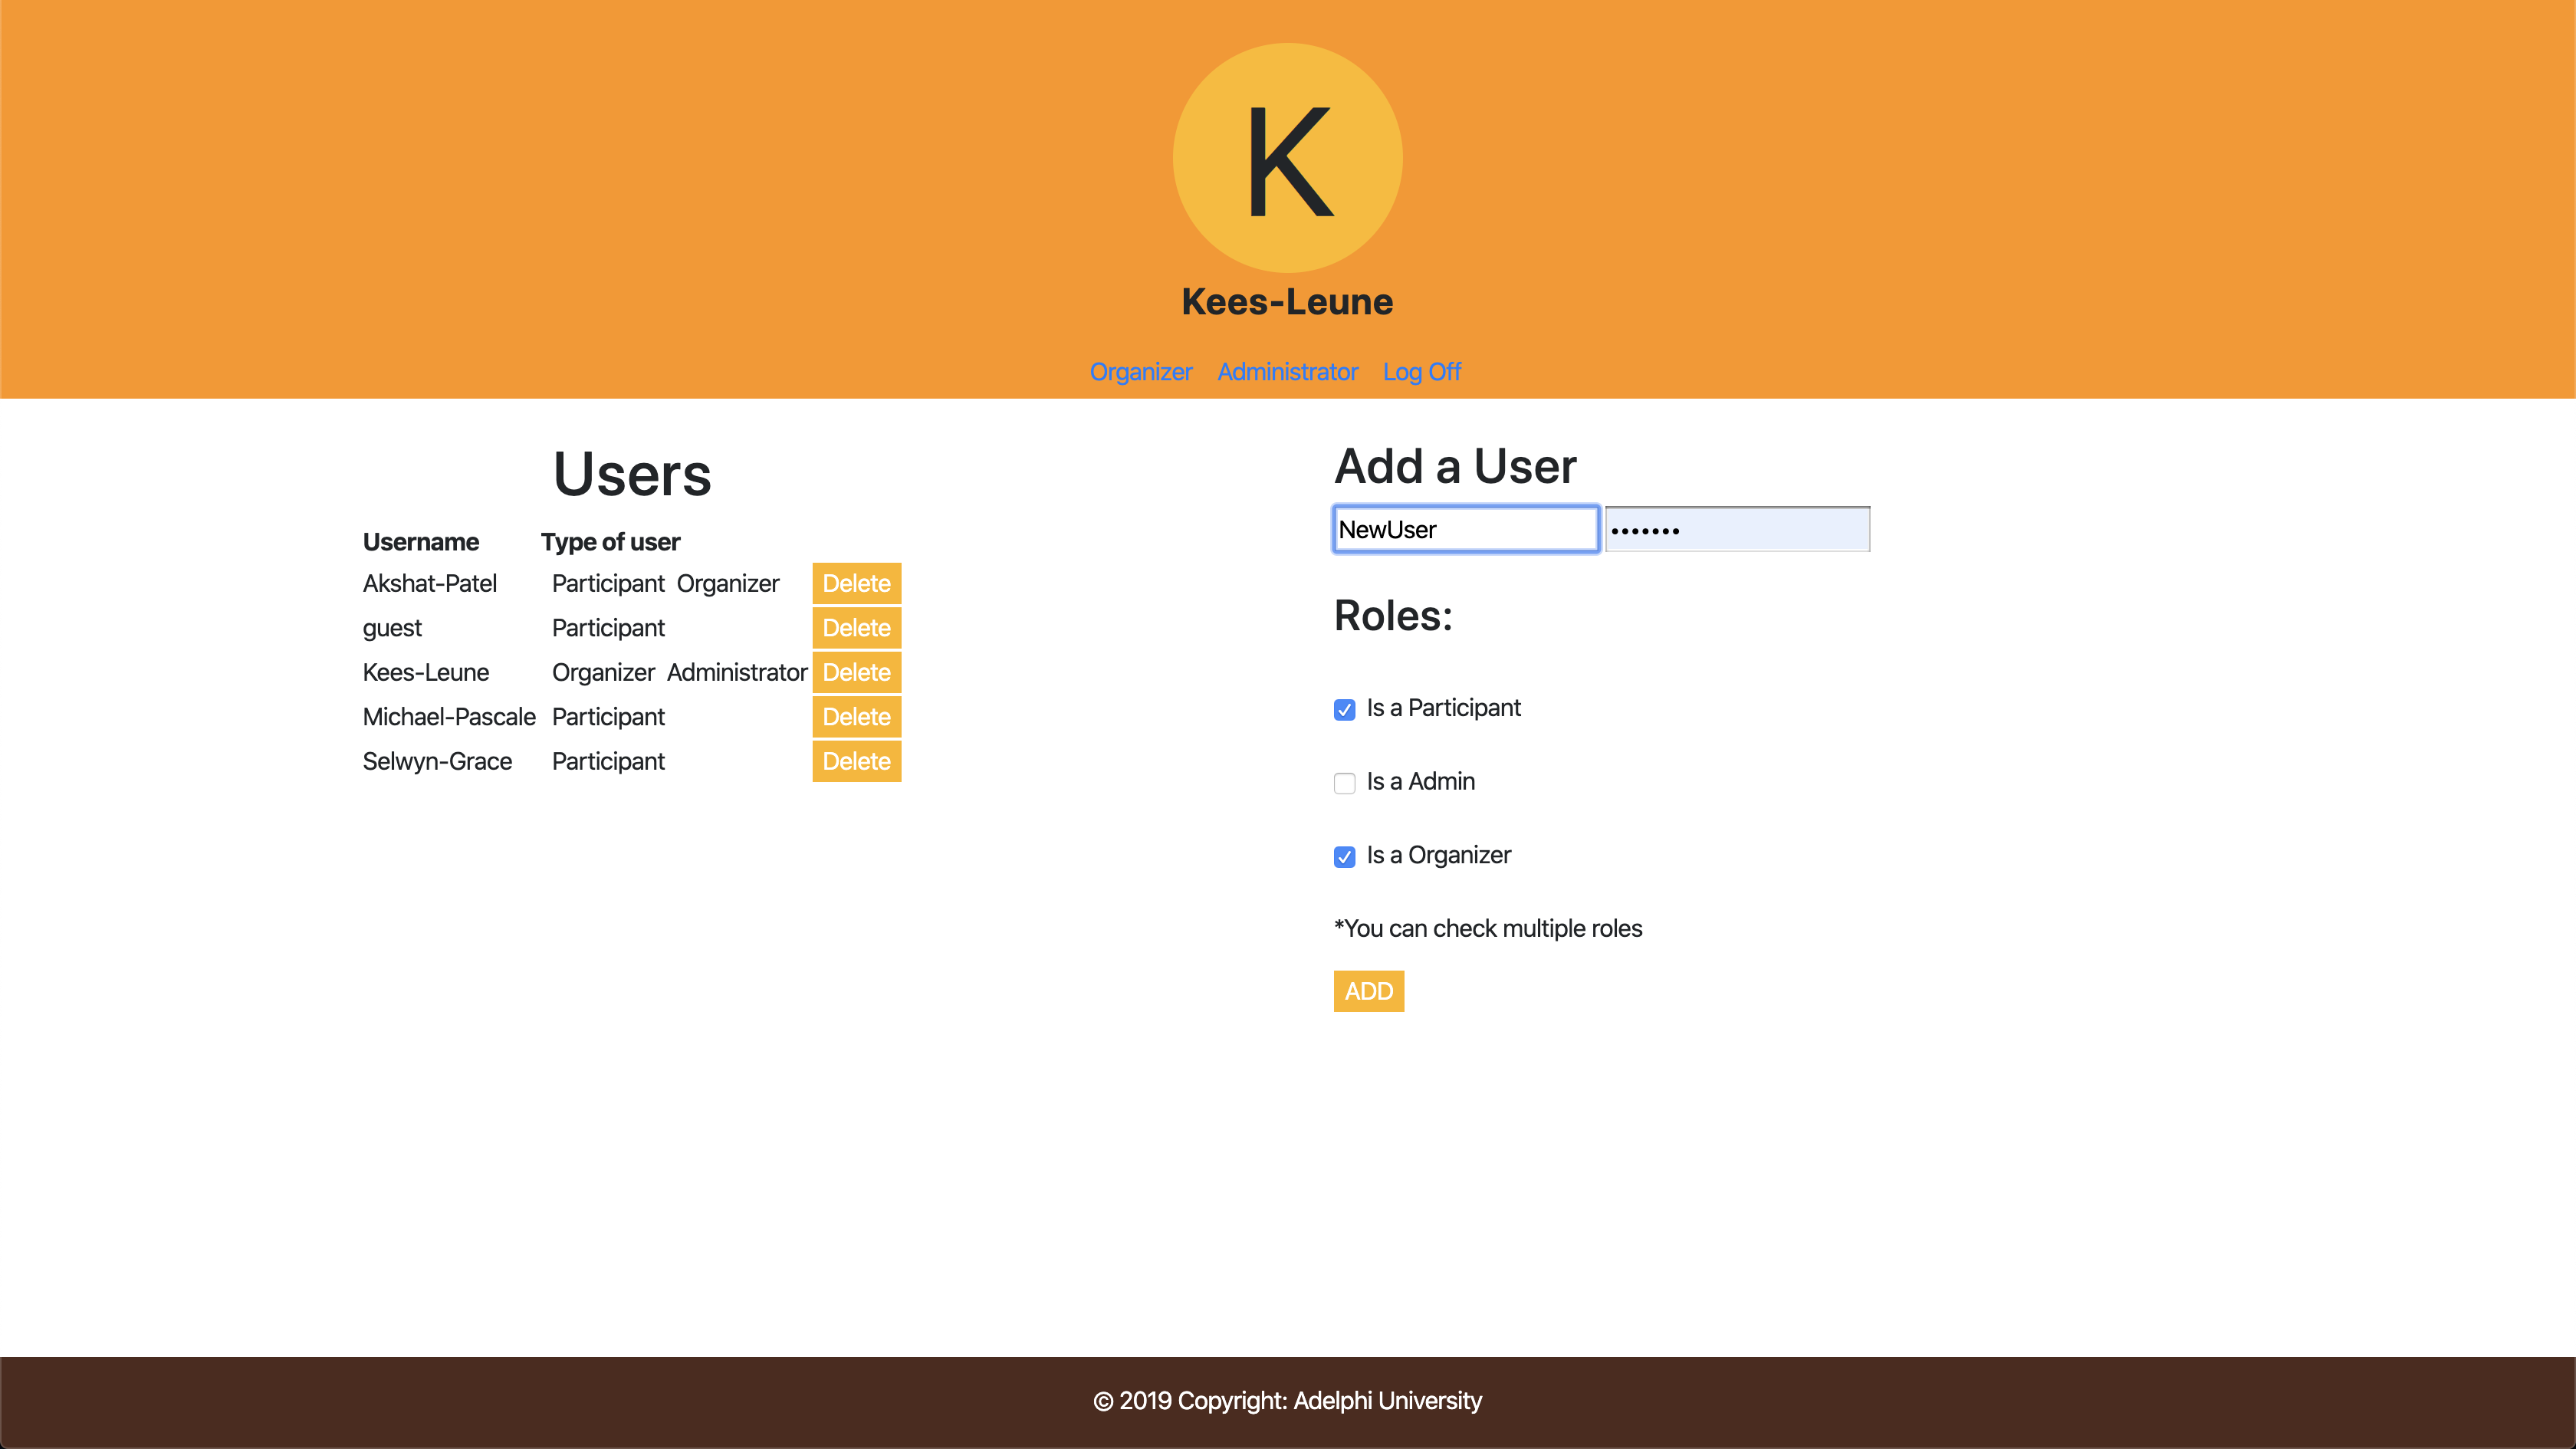 K
Kees-Leune
Organizer Administrator Log Off
Users
Username Type of user
Akshat-Patel Participant Organizer Delete
guest Participant Delete
Kees-Leune Organizer Administrator Delete
Michael-Pascale Participant Delete
Selwyn-Grace Participant Delete
Add a User
NewUser •••••••
Roles:
Is a Participant
Is a Admin
Is a Organizer
*You can check multiple roles
ADD
© 2019 Copyright: Adelphi University